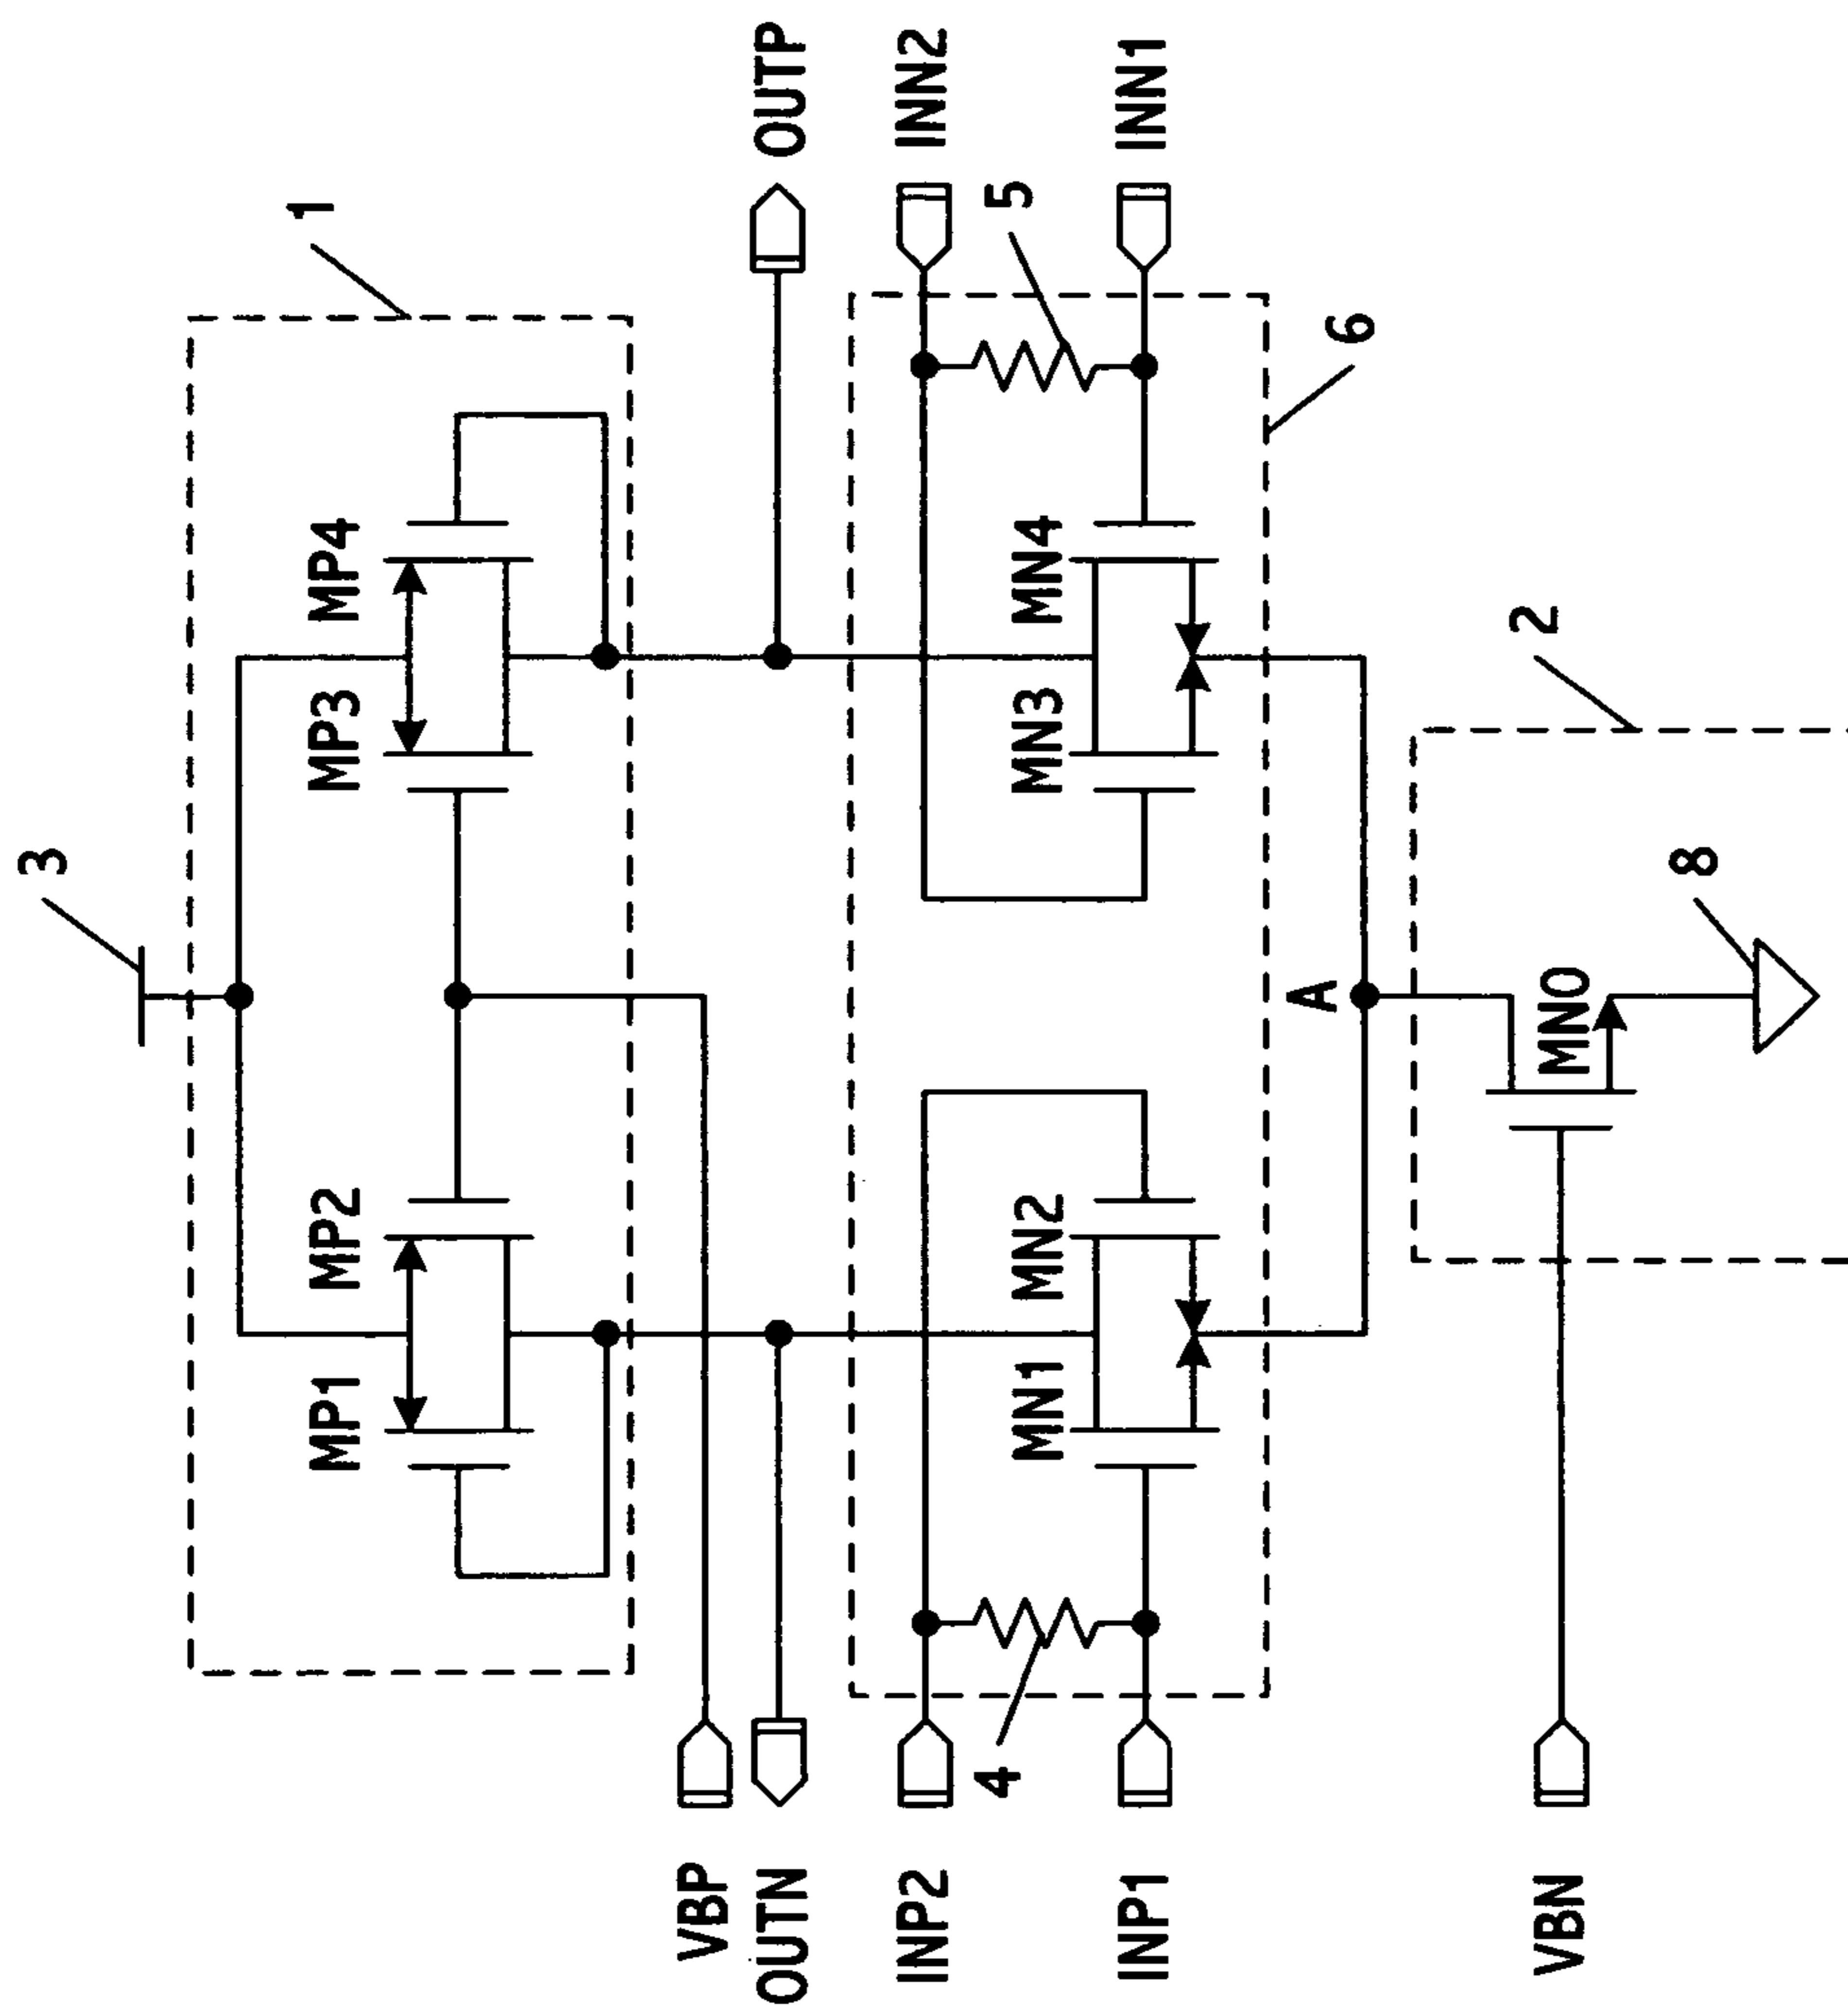 3
1
MP1
MP2
MP3
MP4
VBP
OUTN
OUTP
INP2
INN2
4
5
MN1
MN2
MN3
MN4
INP1
INN1
A
6
2
MN0
VBN
8